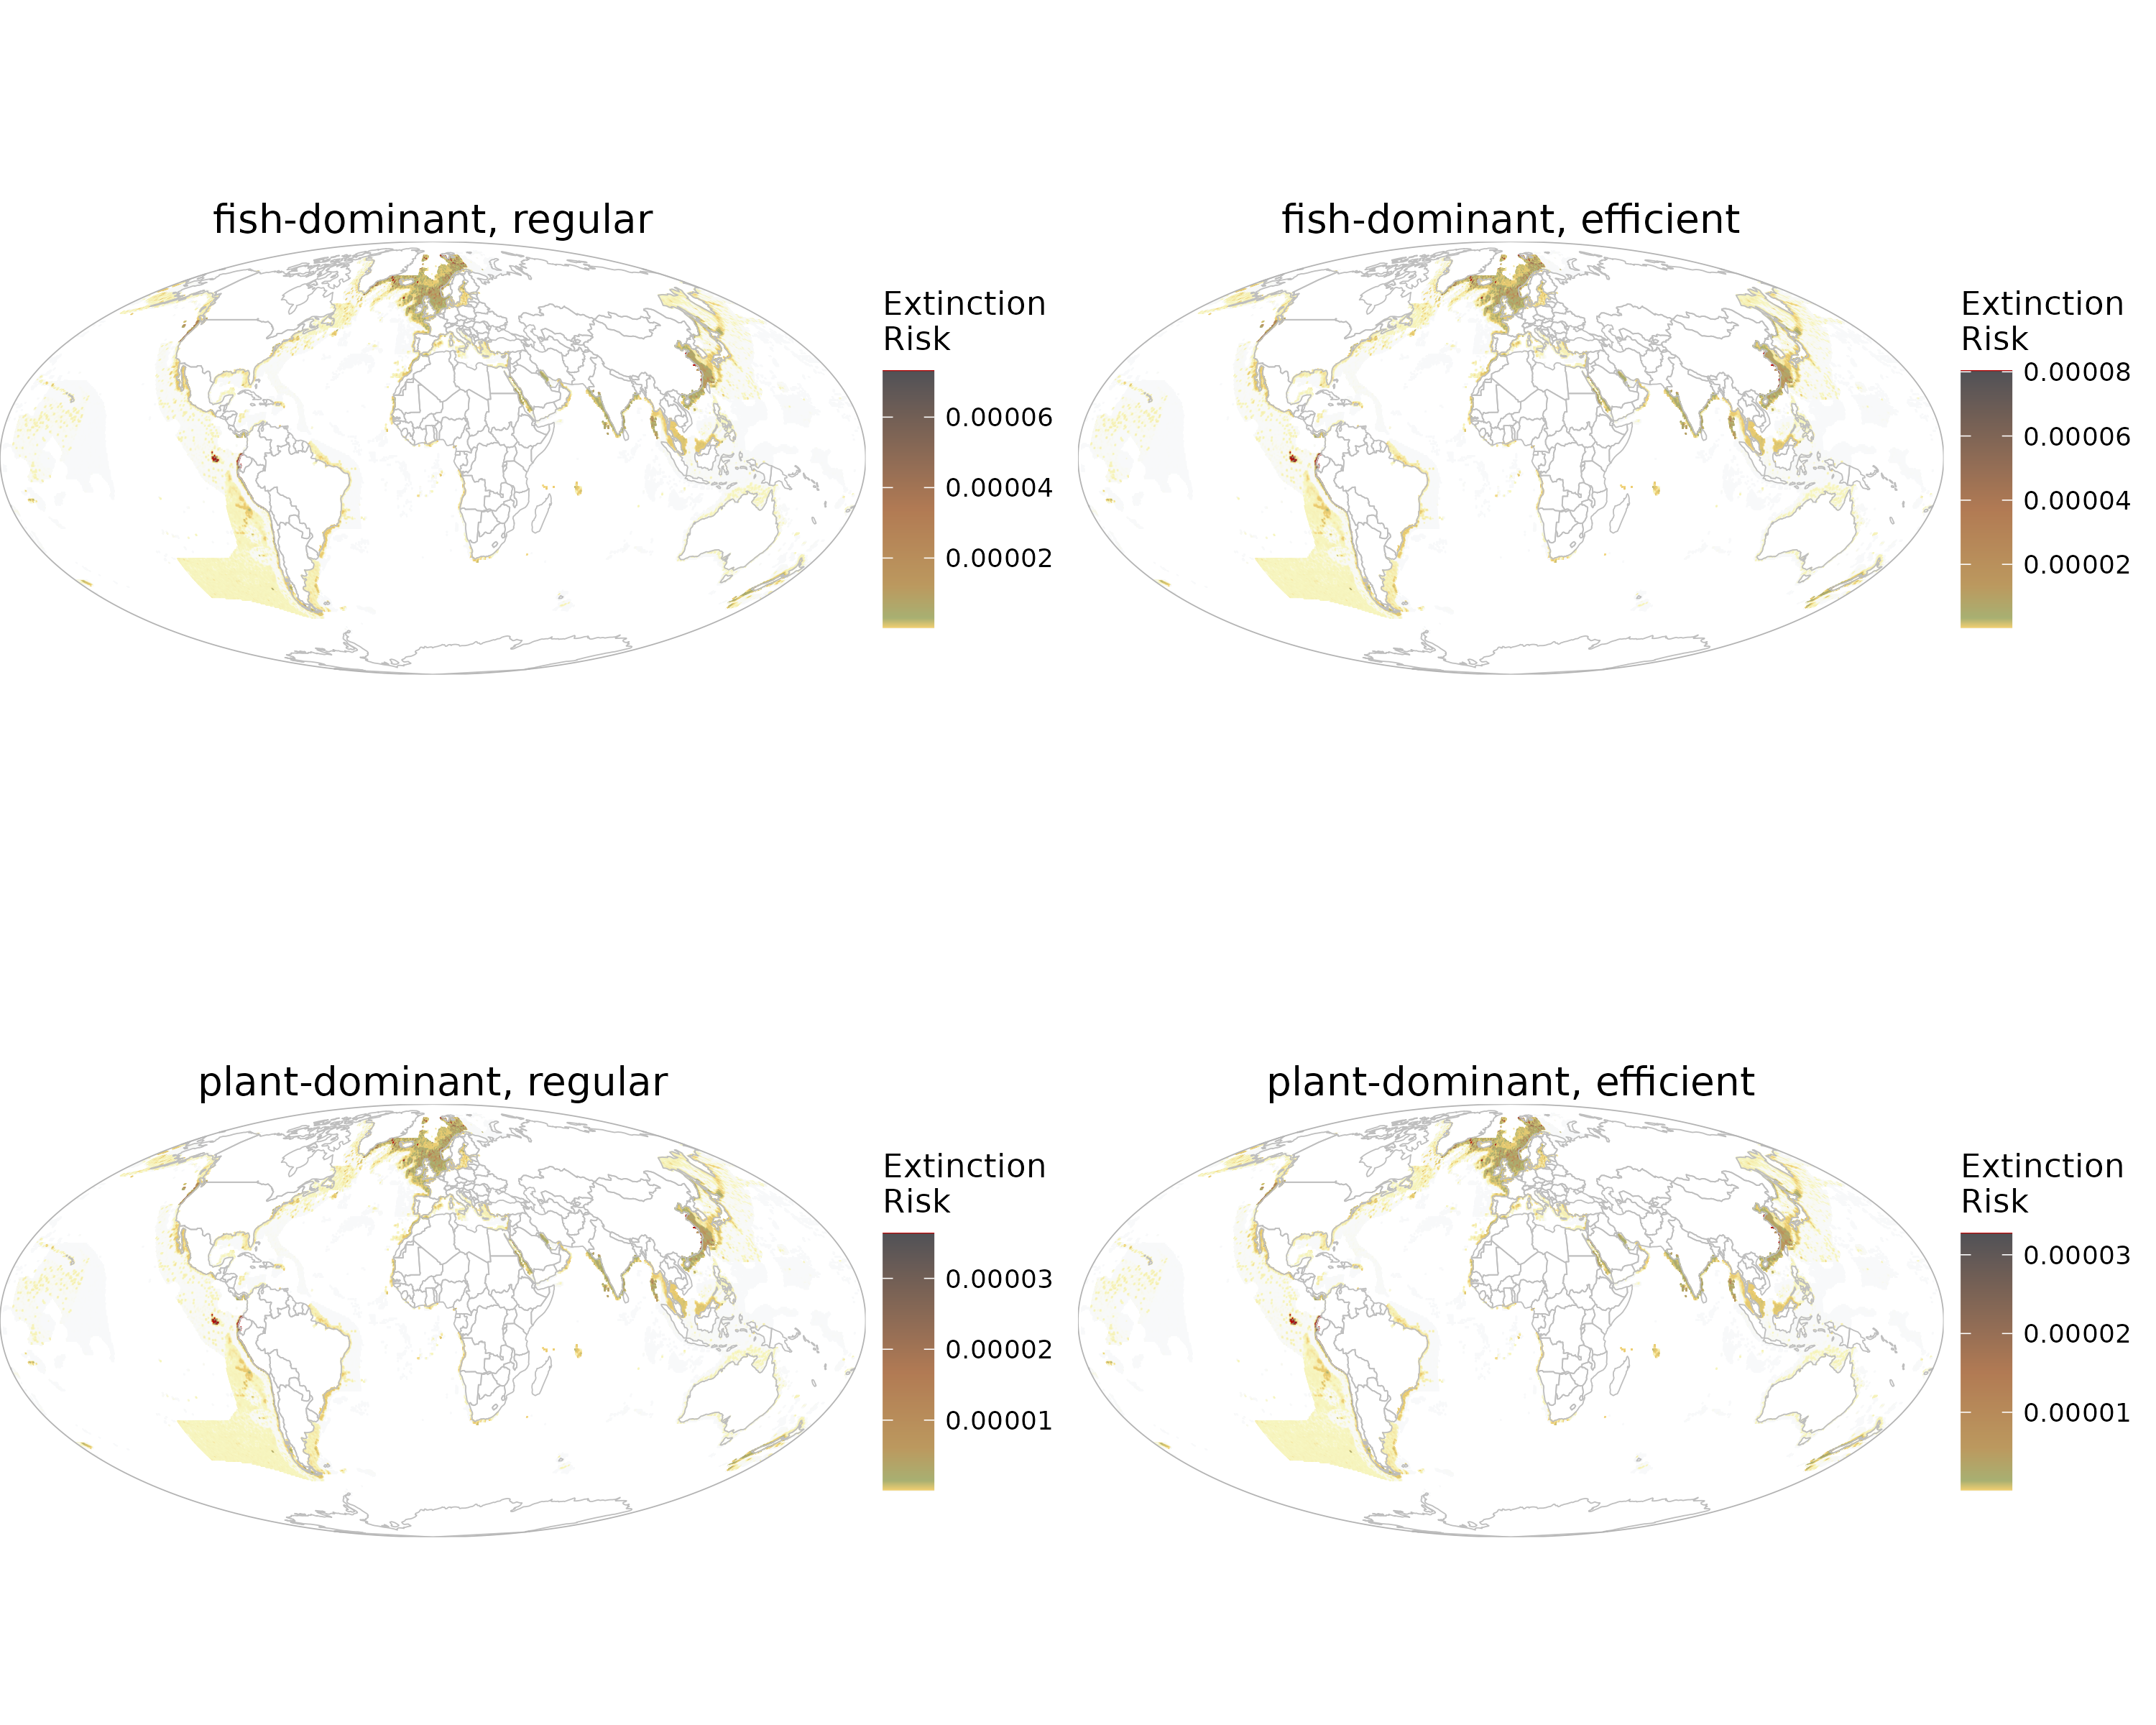 fish-dominant, regular
Extinction
Risk
0.00006
0.00004
0.00002
fish-dominant, efficient
Extinction
Risk
0.00008
0.00006
0.00004
0.00002
plant-dominant, regular
Extinction
Risk
0.00003
0.00002
0.00001
plant-dominant, efficient
Extinction
Risk
0.00003
0.00002
0.00001